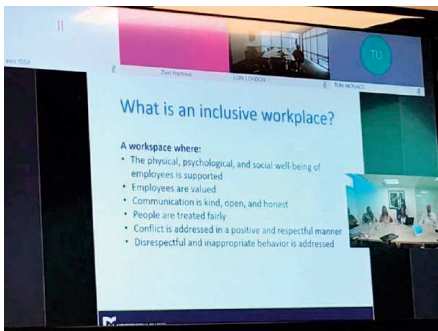 TU
LON-LONDON
TUN-MONACO
What is an inclusive workplace?
A workspace where:
• The physical, psychological, and social well-being of
employees is supported
• Employees are valued
• Communication is kind, open, and honest
• People are treated fairly
• Conflict is addressed in a positive and respectful manner
• Disrespectful and inappropriate behavior is addressed